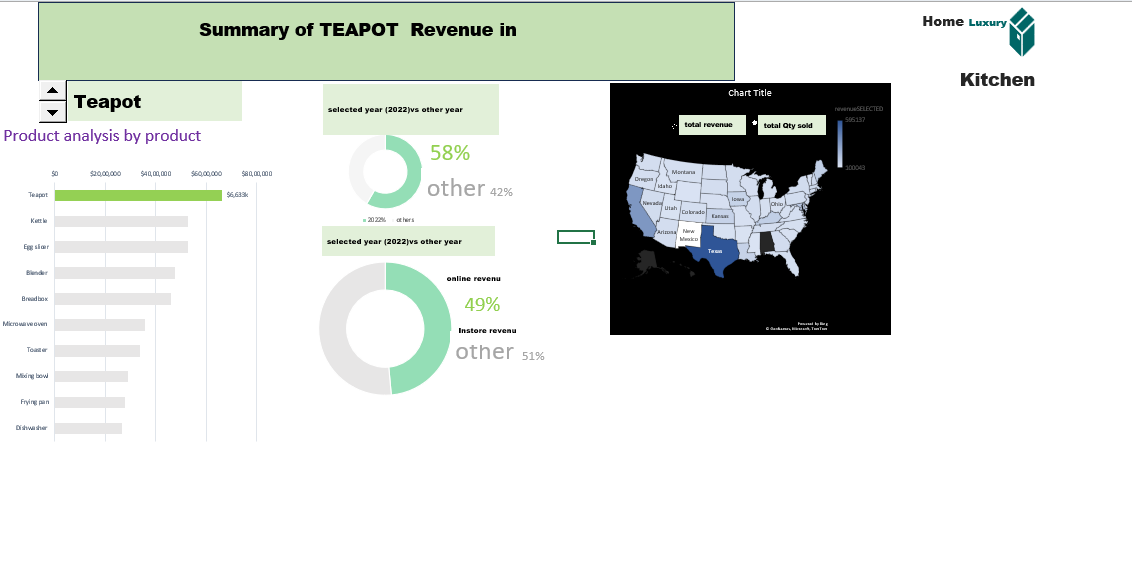 Summary of TEAPOT  Revenue in
Home Luxury
Kitchen
Teapot
Product analysis by product
$0
$20,00,000
$40,00,000
$60,00,000
$80,00,000
Teapot
$6,633k
Kettle
Egg slicer
Blender
Breadbox
Microwave oven
Toaster
Mixing bowl
Frying pan
Dishwasher
selected year (2022)vs other year
58%
other 42%
2022%
others
selected year (2022)vs other year
online revenu
49%
Instore revenu
other 51%
Chart Title
revenueSELECTED
total revenue
total Qty sold
585137
100043
Montana
Oregon
Idaho
Iowa
Nevada
Utah
Ohio
Colorado
Kansas
Arizona
New
Mexico
Texas
Powered by Bing
© GeoNames, Microsoft, TomTom